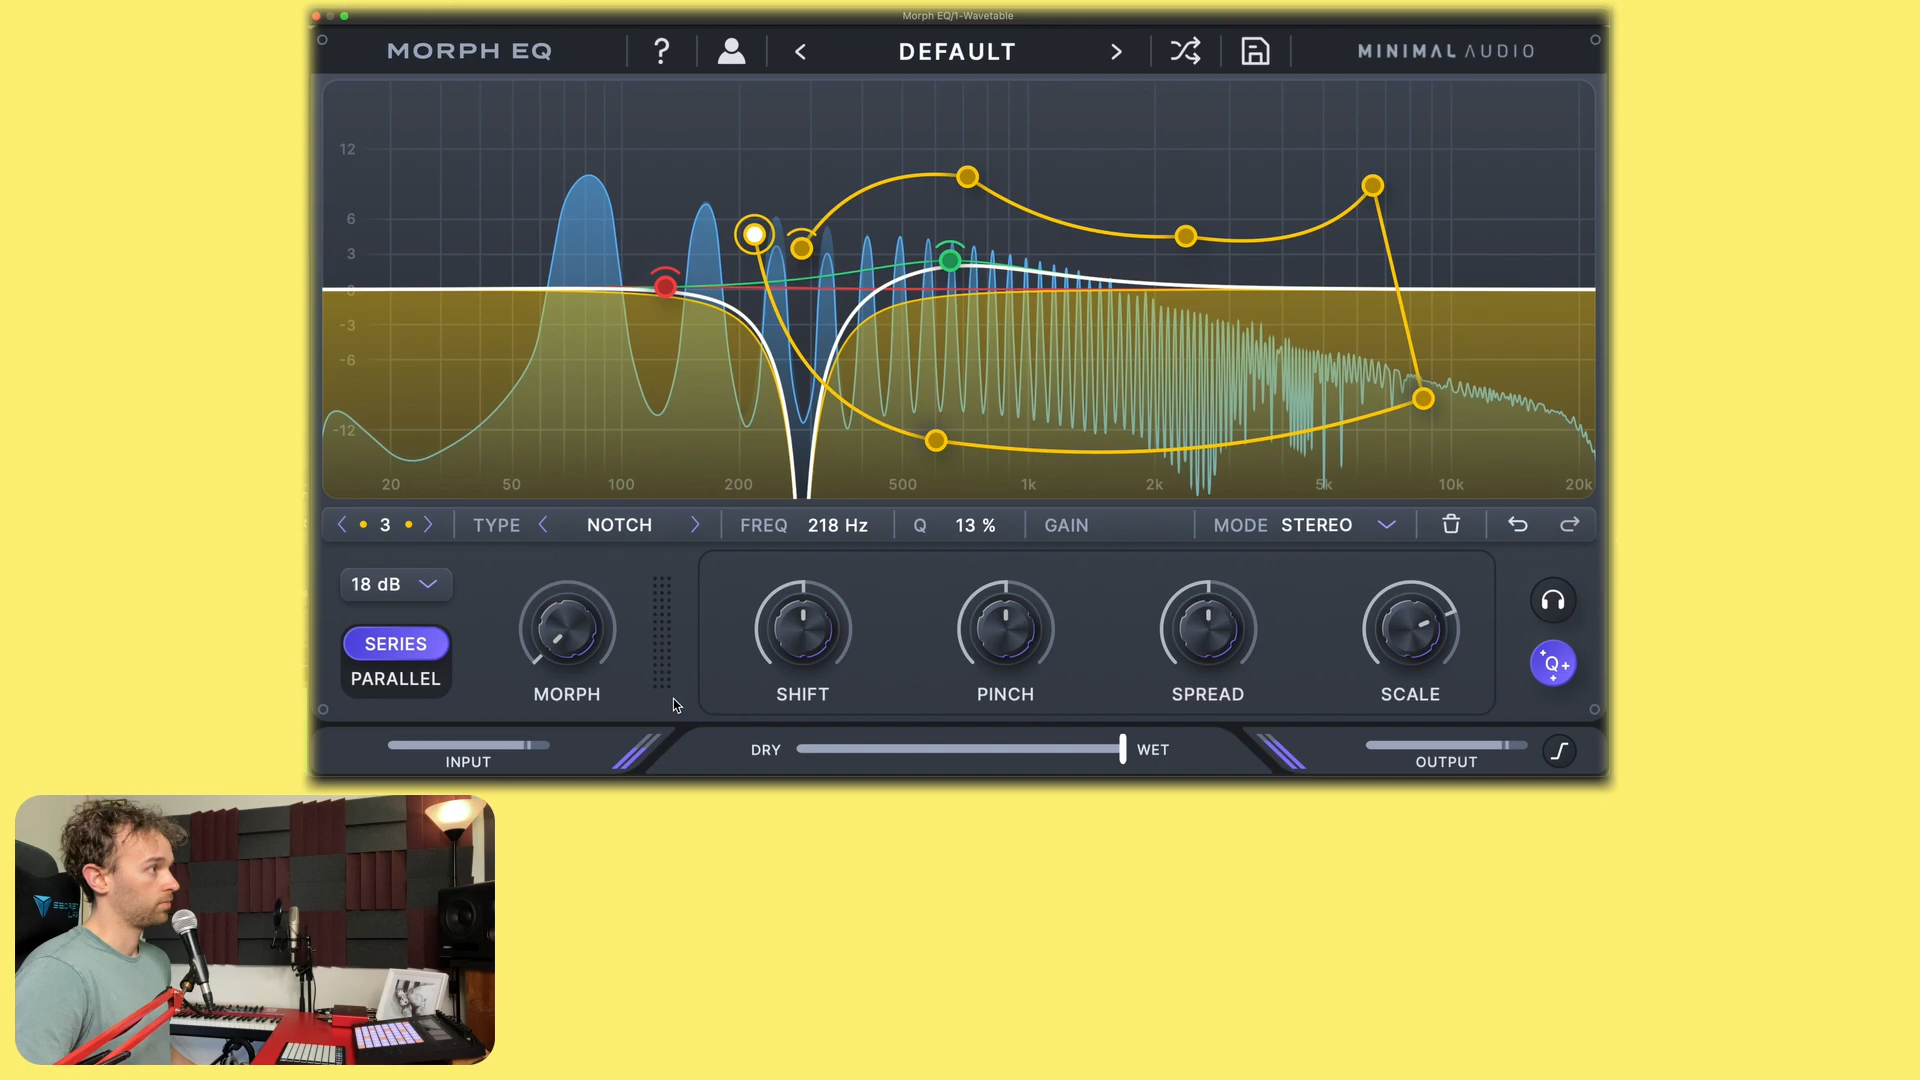 Morph EQ/1-Wavetable
MORPH EQ
?
DEFAULT
MINIMAL AUDIO
12
6
3
0
-3
-6
-12
20 50 100 200 500 1k 2k 5k 10k 20k
3 TYPE NOTCH FREQ 218 Hz Q 13 % GAIN MODE STEREO
18 dB
SERIES
PARALLEL
MORPH SHIFT PINCH SPREAD SCALE
Q
INPUT DRY WET OUTPUT